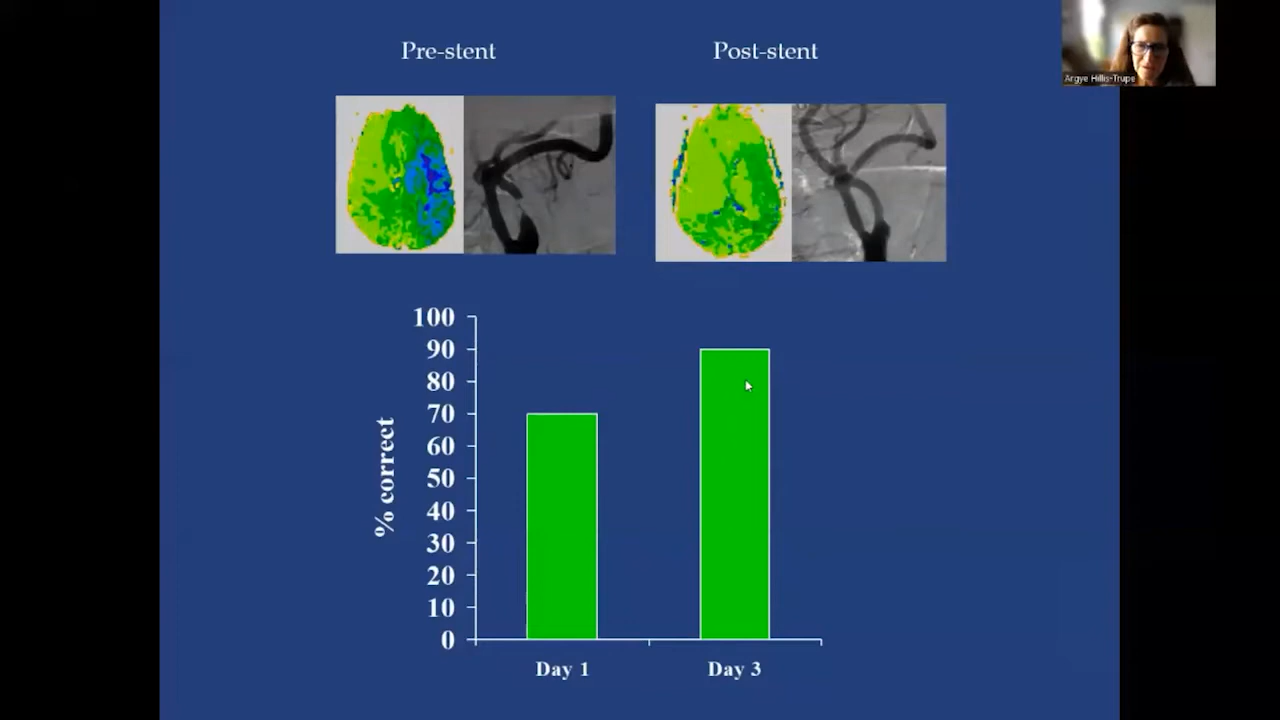 Pre-stent
Post-stent
Argye Hillis-Trupe
100
90
80
70
60
50
40
30
20
10
0
% correct
Day 1
Day 3